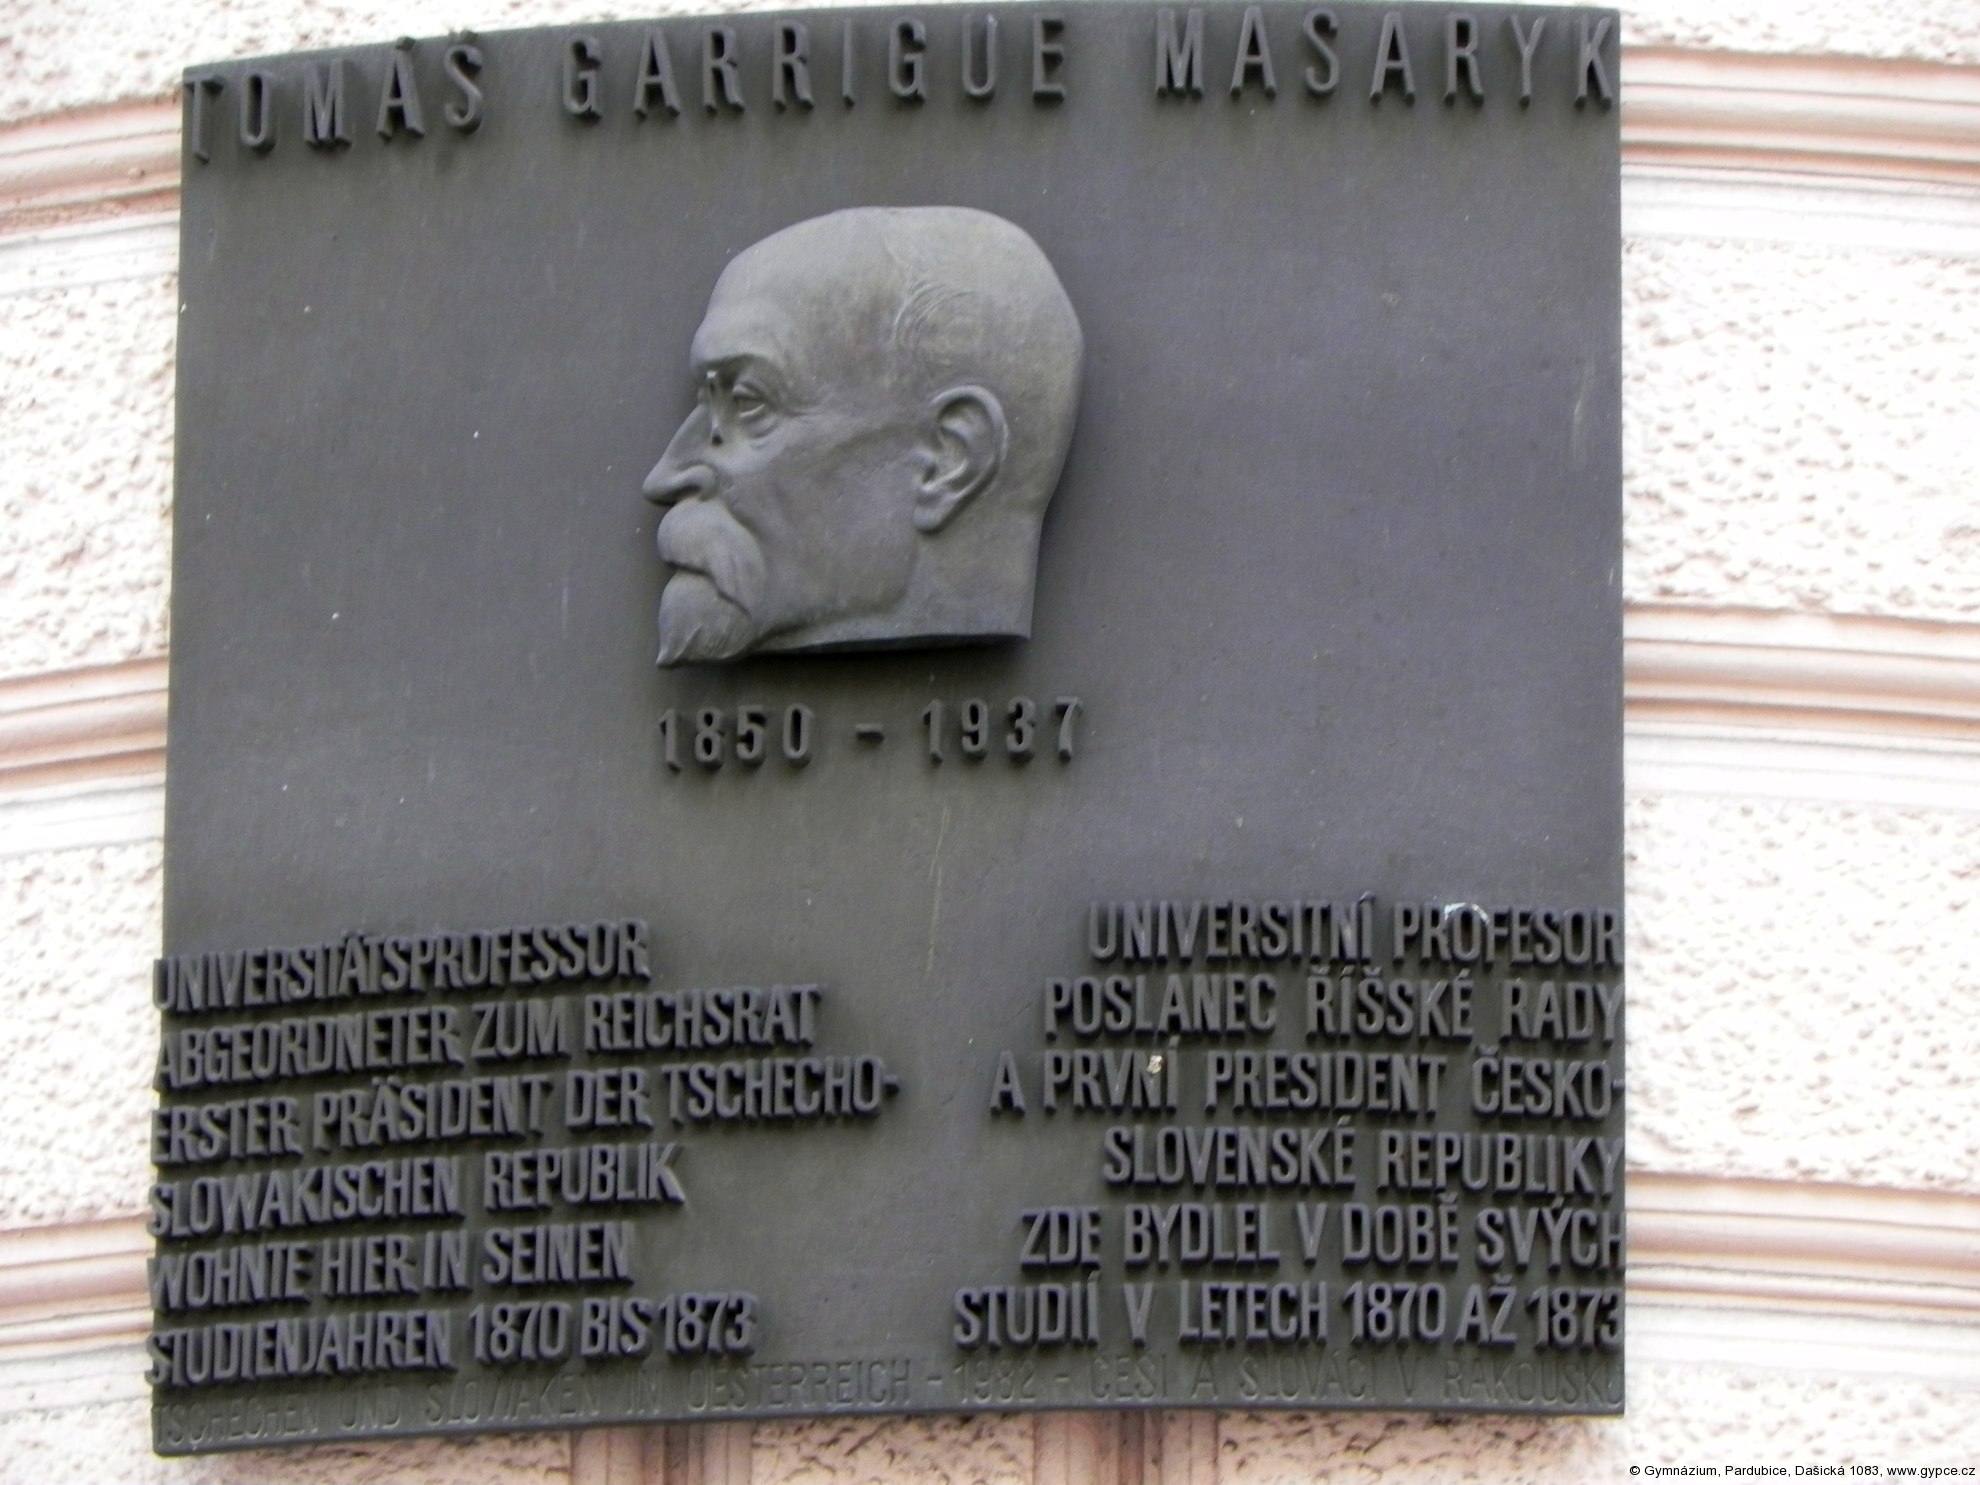 TOMÁŠ GARRIGUE MASARYK
1850 – 1937
UNIVERSITÄTSPROFESSOR
ABGEORDNETER ZUM REICHSRAT
ERSTER PRÄSIDENT DER TSCHECHO-
SLOWAKISCHEN REPUBLIK
WOHNTE HIER IN SEINEN
STUDIENJAHREN 1870 BIS 1873
UNIVERSITNÍ PROFESOR
POSLANEC ŘÍŠSKÉ RADY
A PRVNÍ PRESIDENT ČESKO-
SLOVENSKÉ REPUBLIKY
ZDE BYDLEL V DOBĚ SVÝCH
STUDIÍ V LETECH 1870 AŽ 1873
TSCHECHEN UND SLOWAKEN IN OESTERREICH – 1982 – ČEŠI A SLOVÁCI V RAKOUSKU
© Gymnázium, Pardubice, Dašická 1083, www.gypce.cz